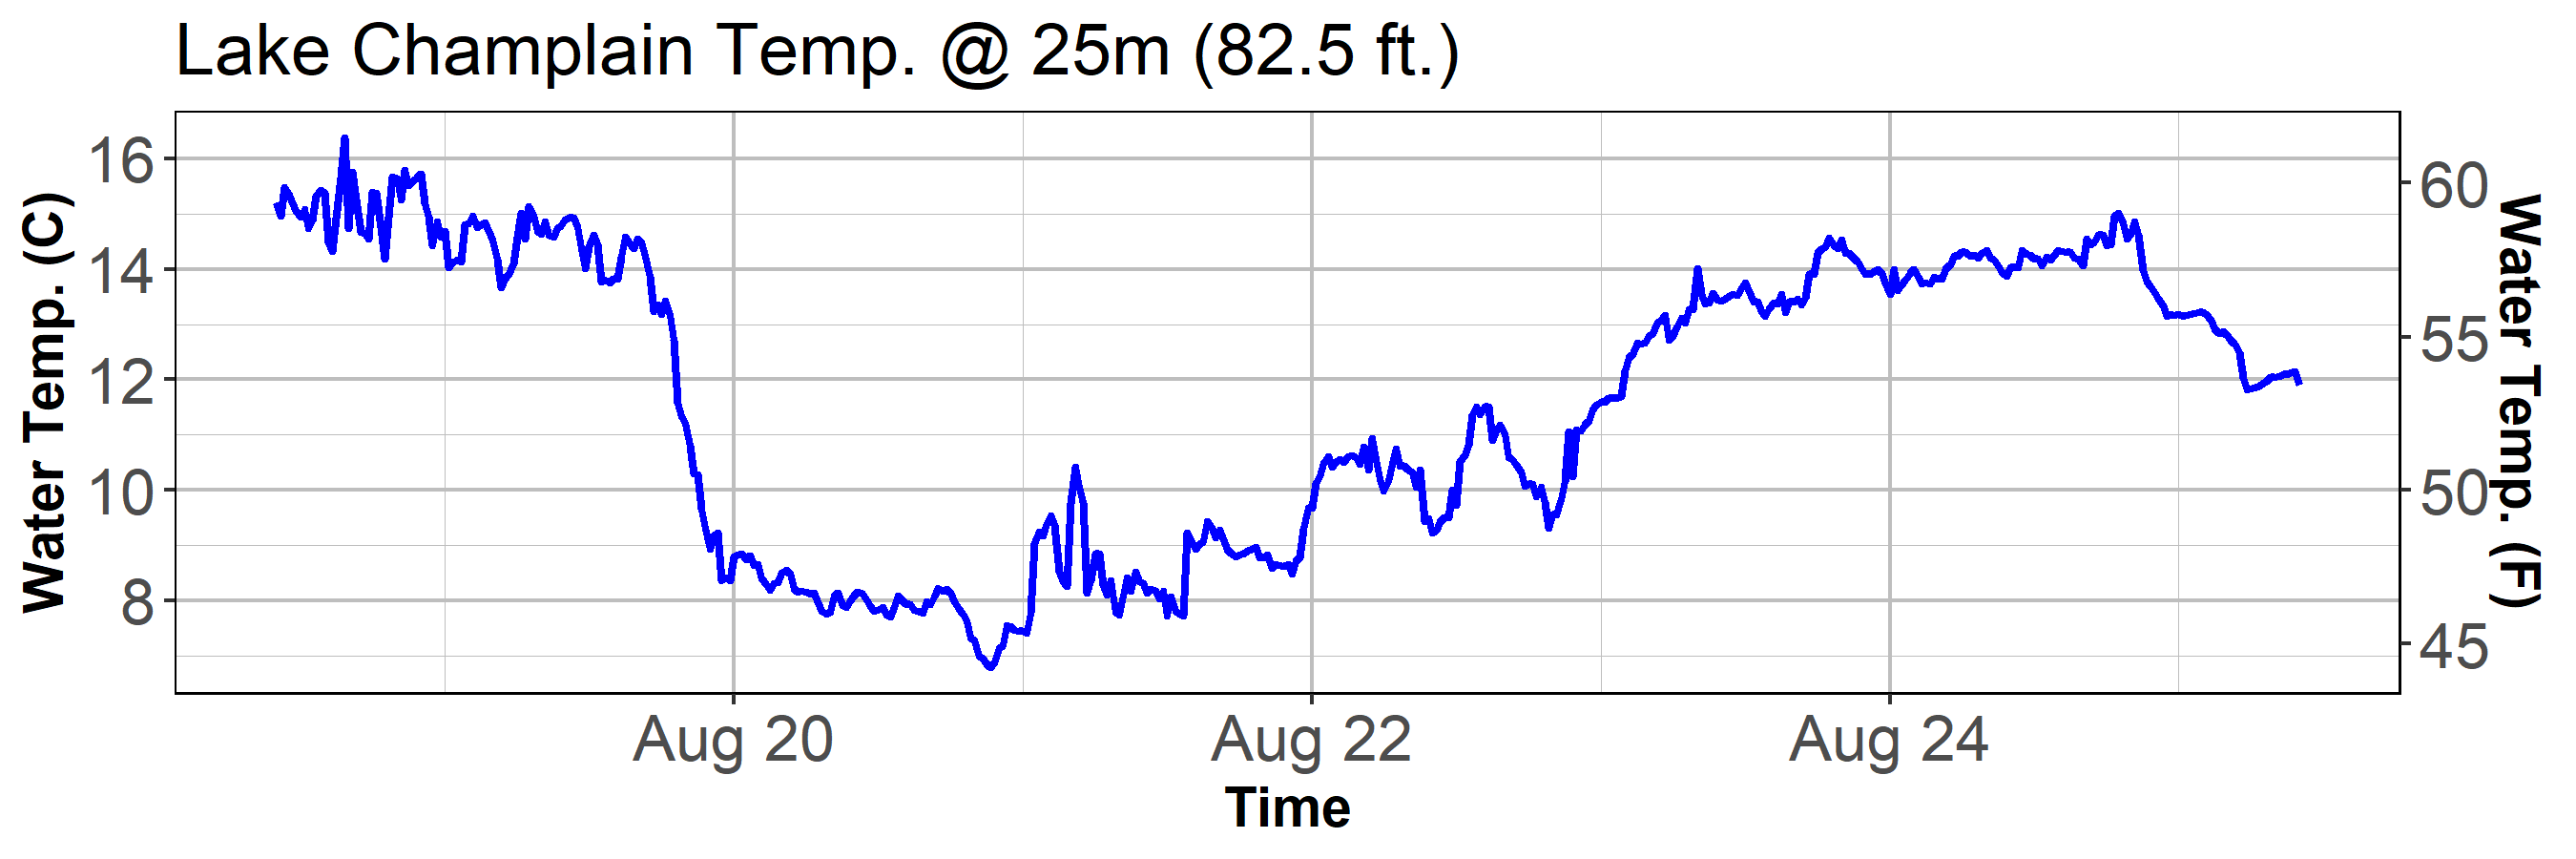 Lake Champlain Temp. @ 25m (82.5 ft.)
Water Temp. (C)
16
14
12
10
8
60
55
50
45
Water Temp. (F)
Aug 20
Aug 22
Aug 24
Time